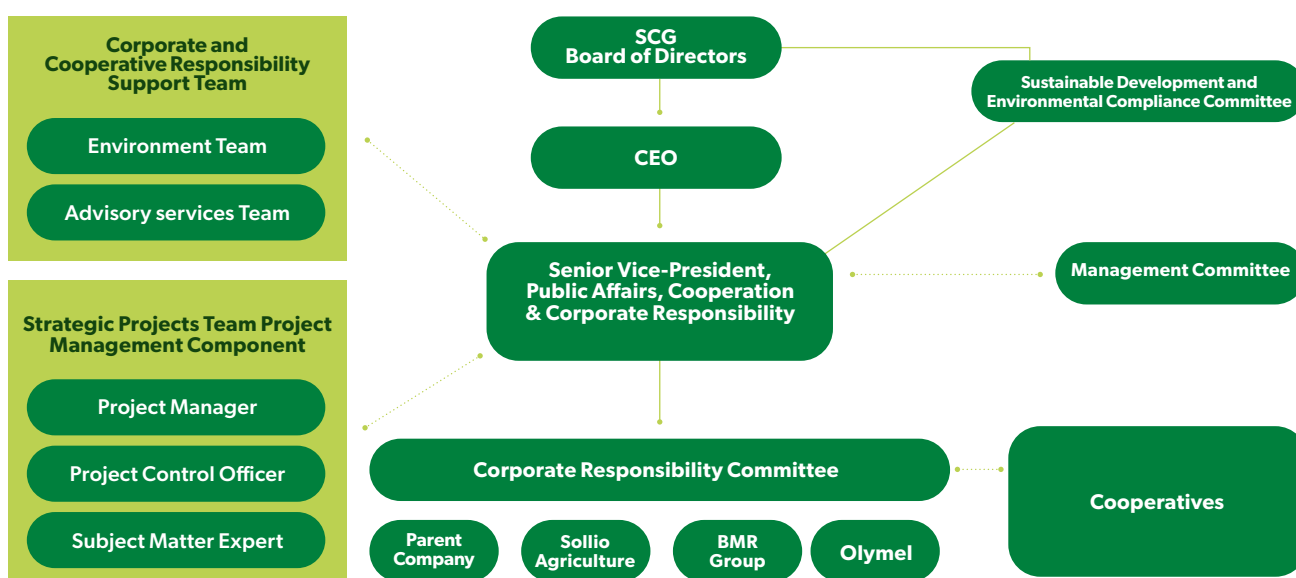 Corporate and
Cooperative Responsibility
Support Team
Environment Team
Advisory services Team
Strategic Projects Team Project
Management Component
Project Manager
Project Control Officer
Subject Matter Expert
SCG
Board of Directors
CEO
Senior Vice-President,
Public Affairs, Cooperation
& Corporate Responsibility
Sustainable Development and
Environmental Compliance Committee
Management Committee
Corporate Responsibility Committee
Parent
Company
Sollio
Agriculture
BMR
Group
Olymel
Cooperatives